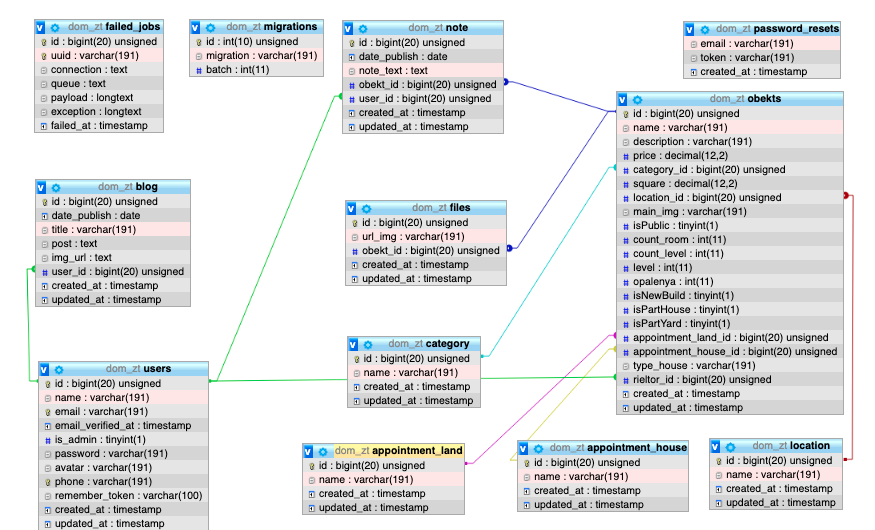 dom_zt failed_jobs
id : bigint(20) unsigned
uuid : varchar(191)
connection : text
queue : text
payload : longtext
exception : longtext
failed_at : timestamp
dom_zt migrations
id : int(10) unsigned
migration : varchar(191)
batch : int(11)
dom_zt note
id : bigint(20) unsigned
date_publish : date
note_text : text
obekt_id : bigint(20) unsigned
user_id : bigint(20) unsigned
created_at : timestamp
updated_at : timestamp
dom_zt password_resets
email : varchar(191)
token : varchar(191)
created_at : timestamp
dom_zt obekts
id : bigint(20) unsigned
name : varchar(191)
description : varchar(191)
price : decimal(12,2)
category_id : bigint(20) unsigned
square : decimal(12,2)
location_id : bigint(20) unsigned
main_img : varchar(191)
isPublic : tinyint(1)
count_room : int(11)
count_level : int(11)
level : int(11)
opalenya : int(11)
isNewBuild : tinyint(1)
isPartHouse : tinyint(1)
isPartYard : tinyint(1)
appointment_land_id : bigint(20) unsigned
appointment_house_id : bigint(20) unsigned
type_house : varchar(191)
rieltor_id : bigint(20) unsigned
created_at : timestamp
updated_at : timestamp
dom_zt blog
id : bigint(20) unsigned
date_publish : date
title : varchar(191)
post : text
img_url : text
user_id : bigint(20) unsigned
created_at : timestamp
updated_at : timestamp
dom_zt files
id : bigint(20) unsigned
url_img : varchar(191)
obekt_id : bigint(20) unsigned
created_at : timestamp
updated_at : timestamp
dom_zt category
id : bigint(20) unsigned
name : varchar(191)
created_at : timestamp
updated_at : timestamp
dom_zt users
id : bigint(20) unsigned
name : varchar(191)
email : varchar(191)
email_verified_at : timestamp
is_admin : tinyint(1)
password : varchar(191)
avatar : varchar(191)
phone : varchar(191)
remember_token : varchar(100)
created_at : timestamp
updated_at : timestamp
dom_zt appointment_land
id : bigint(20) unsigned
name : varchar(191)
created_at : timestamp
updated_at : timestamp
dom_zt appointment_house
id : bigint(20) unsigned
name : varchar(191)
created_at : timestamp
updated_at : timestamp
dom_zt location
id : bigint(20) unsigned
name : varchar(191)
created_at : timestamp
updated_at : timestamp